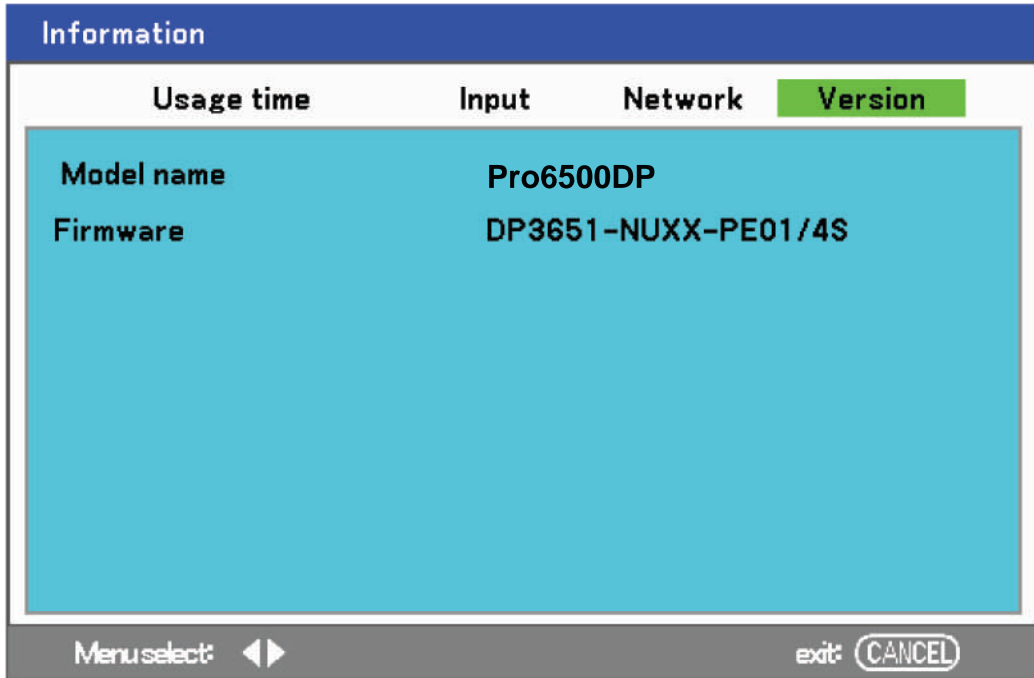 Information
Usage time Input Network Version
Model name Pro6500DP
Firmware DP3651-NUXX-PE01/4S
Menu select: ◀▶ exit: CANCEL